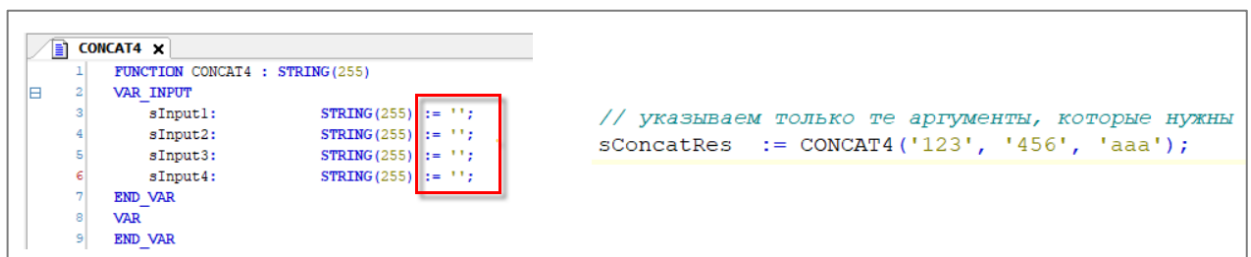 CONCAT4 x
1 FUNCTION CONCAT4 : STRING(255)
2 VAR_INPUT
3 sInput1: STRING(255) := '';
4 sInput2: STRING(255) := '';
5 sInput3: STRING(255) := '';
6 sInput4: STRING(255) := '';
7 END_VAR
8 VAR
9 END_VAR
// указываем только те аргументы, которые нужны
sConcatRes := CONCAT4('123', '456', 'aaa');